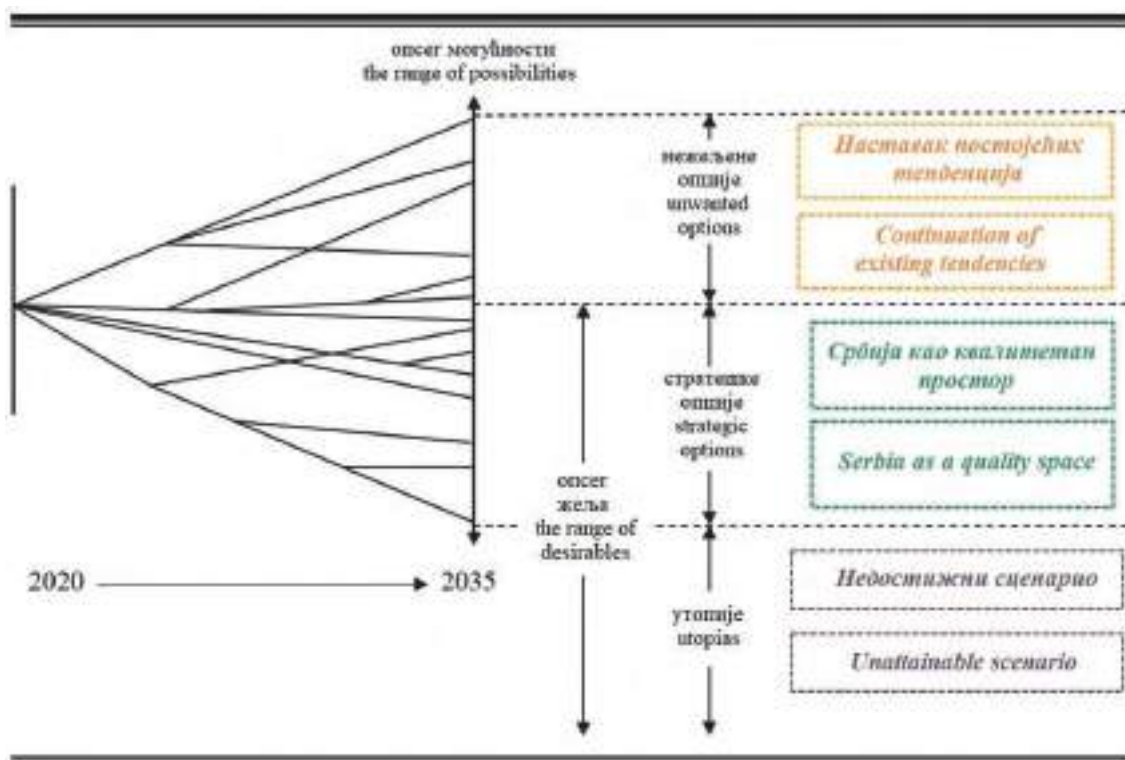 опсег могућности
the range of possibilities
нежељене
опције
unwanted
options
Наставак постојећих
тенденција
Continuation of
existing tendencies
стратешке
опције
strategic
options
Србија као квалитетан
простор
Serbia as a quality space
опсег
жеља
the range of
desirables
2020
2035
утопије
utopias
Недостижни сценарио
Unattainable scenario